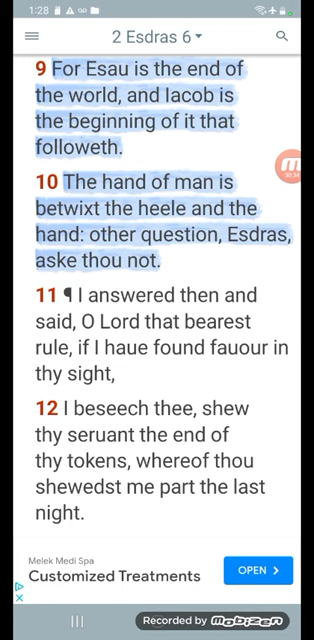 1:28
2 Esdras 6
9 For Esau is the end of
the world, and Iacob is
the beginning of it that
followeth.
10 The hand of man is
betwixt the heele and the
hand: other question, Esdras,
aske thou not.
11 ¶ I answered then and
said, O Lord that bearest
rule, if I haue found fauour in
thy sight,
12 I beseech thee, shew
thy seruant the end of
thy tokens, whereof thou
shewedst me part the last
night.
Melek Medi Spa
Customized Treatments
OPEN >
Recorded by mobizen